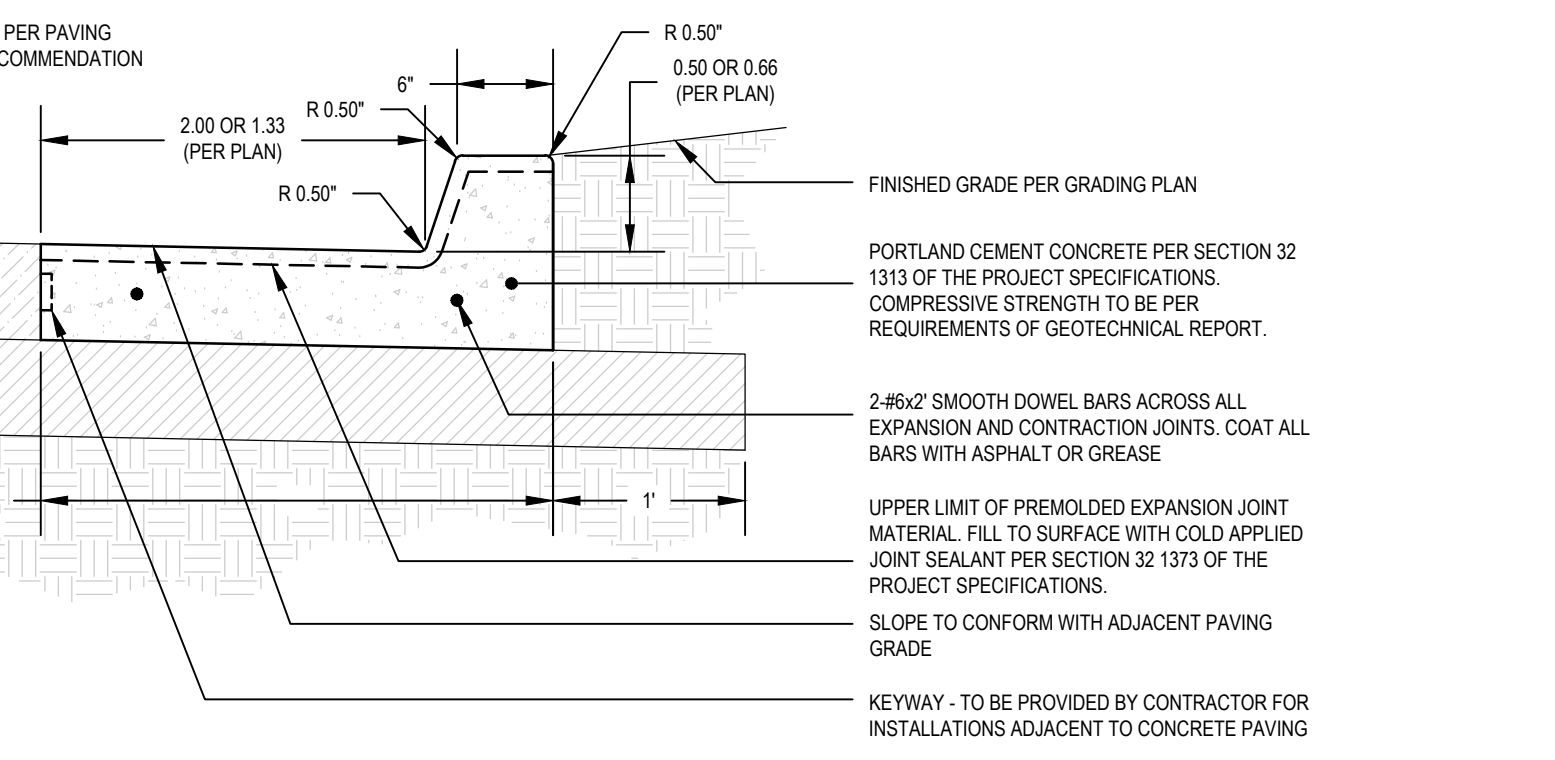 PER PAVING
R 0.50"
0.50 OR 0.66
(PER PLAN)
6"
R 0.50"
2.00 OR 1.33
(PER PLAN)
R 0.50"
FINISHED GRADE PER GRADING PLAN
PORTLAND CEMENT CONCRETE PER SECTION 32
1313 OF THE PROJECT SPECIFICATIONS.
COMPRESSIVE STRENGTH TO BE PER
REQUIREMENTS OF GEOTECHNICAL REPORT.
2-#6x2' SMOOTH DOWEL BARS ACROSS ALL
EXPANSION AND CONTRACTION JOINTS. COAT ALL
BARS WITH ASPHALT OR GREASE
1'
UPPER LIMIT OF PREMOLDED EXPANSION JOINT
MATERIAL. FILL TO SURFACE WITH COLD APPLIED
JOINT SEALANT PER SECTION 32 1373 OF THE
PROJECT SPECIFICATIONS.
SLOPE TO CONFORM WITH ADJACENT PAVING
GRADE
KEYWAY - TO BE PROVIDED BY CONTRACTOR FOR
INSTALLATIONS ADJACENT TO CONCRETE PAVING